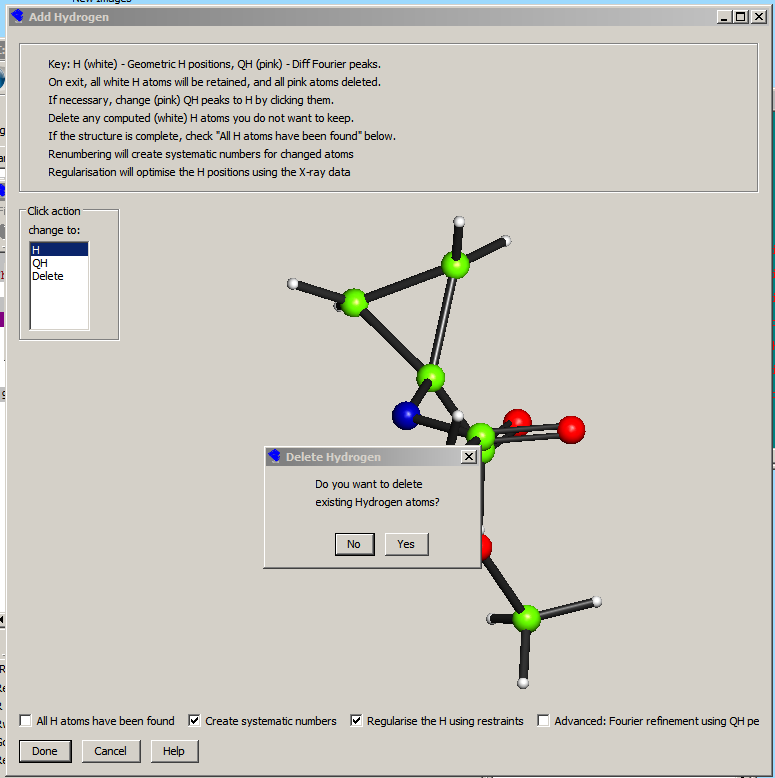 New Images
Add Hydrogen
Key: H (white) - Geometric H positions, QH (pink) - Diff Fourier peaks.
On exit, all white H atoms will be retained, and all pink atoms deleted.
If necessary, change (pink) QH peaks to H by clicking them.
Delete any computed (white) H atoms you do not want to keep.
If the structure is complete, check "All H atoms have been found" below.
Renumbering will create systematic numbers for changed atoms
Regularisation will optimise the H positions using the X-ray data
Click action
change to:
H
QH
Delete
Delete Hydrogen
Do you want to delete
existing Hydrogen atoms?
No
Yes
All H atoms have been found
Create systematic numbers
Regularise the H using restraints
Advanced: Fourier refinement using QH pe
Done
Cancel
Help